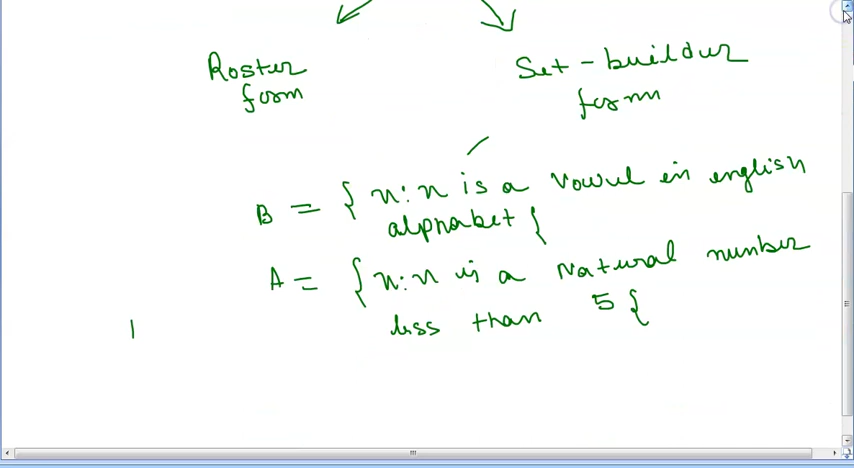 Roster
form
Set-builder
form
B = { x : x is a vowel in english
alphabet {
A = { x : x is a natural number
less than 5 {